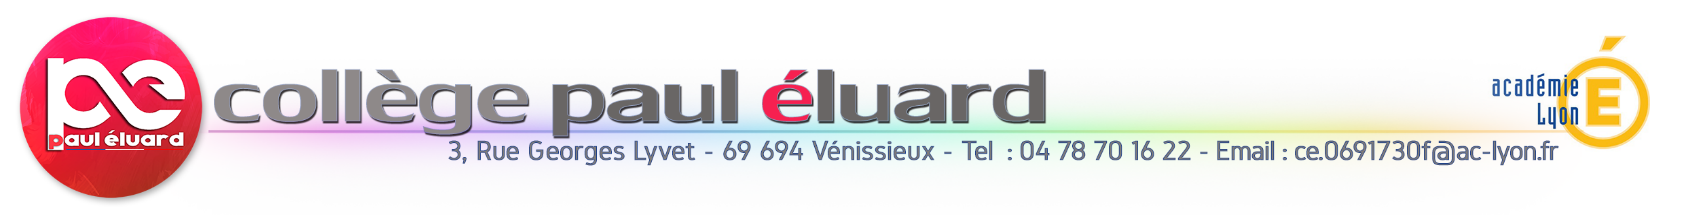 pe
paul éluard
collège paul éluard
académie
Lyon
É
3, Rue Georges Lyvet - 69 694 Vénissieux - Tel : 04 78 70 16 22 - Email : ce.0691730f@ac-lyon.fr